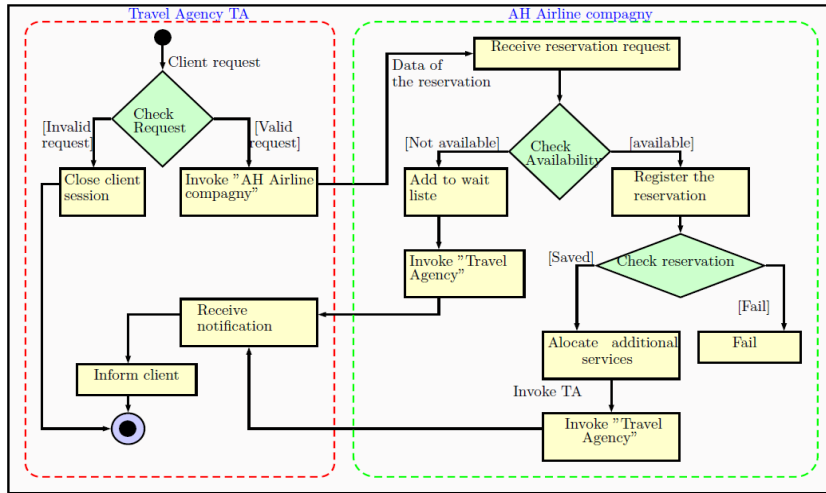 Travel Agency TA
AH Airline compagny
Client request
Check
Request
[Invalid
request]
[Valid
request]
Close client
session
Invoke "AH Airline
compagny"
Data of
the reservation
Receive reservation request
Check
Availability
[Not available]
[available]
Add to wait
liste
Register the
reservation
Invoke "Travel
Agency"
Check reservation
[Saved]
[Fail]
Receive
notification
Alocate additional
services
Fail
Inform client
Invoke TA
Invoke "Travel
Agency"